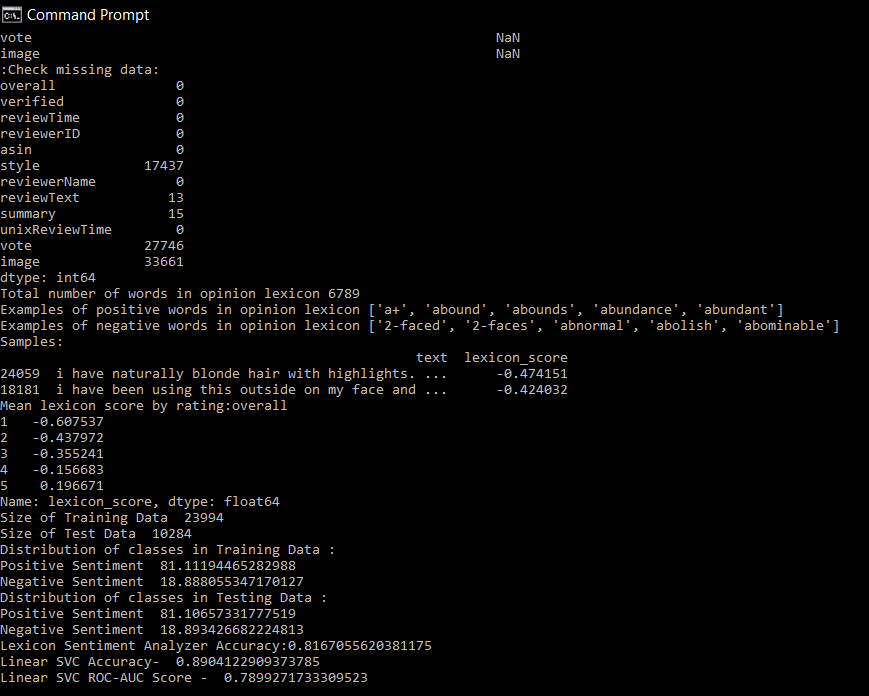 C:\. Command Prompt
vote NaN
image NaN
:Check missing data:
overall 0
verified 0
reviewTime 0
reviewerID 0
asin 0
style 17437
reviewerName 0
reviewText 13
summary 15
unixReviewTime 0
vote 27746
image 33661
dtype: int64
Total number of words in opinion lexicon 6789
Examples of positive words in opinion lexicon ['a+', 'abound', 'abounds', 'abundance', 'abundant']
Examples of negative words in opinion lexicon ['2-faced', '2-faces', 'abnormal', 'abolish', 'abominable']
Samples:
text lexicon_score
24059 i have naturally blonde hair with highlights. ... -0.474151
18181 i have been using this outside on my face and ... -0.424032
Mean lexicon score by rating:overall
1 -0.607537
2 -0.437972
3 -0.355241
4 -0.156683
5 0.196671
Name: lexicon_score, dtype: float64
Size of Training Data 23994
Size of Test Data 10284
Distribution of classes in Training Data :
Positive Sentiment 81.11194465282988
Negative Sentiment 18.888055347170127
Distribution of classes in Testing Data :
Positive Sentiment 81.10657331777519
Negative Sentiment 18.893426682224813
Lexicon Sentiment Analyzer Accuracy:0.8167055620381175
Linear SVC Accuracy- 0.8904122909373785
Linear SVC ROC-AUC Score - 0.7899271733309523